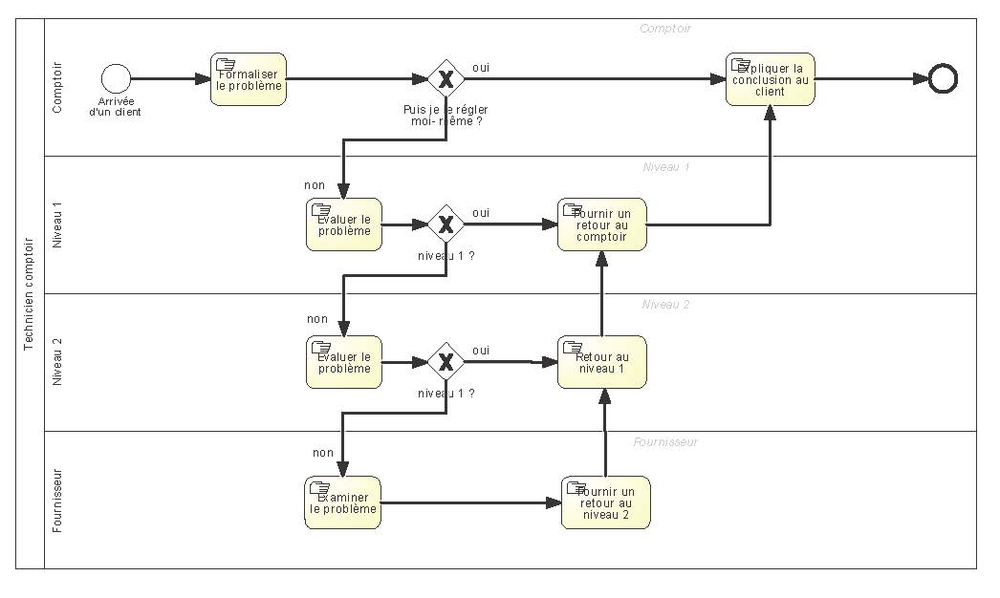 Technicien comptoir
Comptoir
Comptoir
Arrivée
d'un client
Formaliser
le problème
oui
Puis je le régler
moi- même ?
Expliquer la
conclusion au
client
Niveau 1
Niveau 1
non
Evaluer le
problème
oui
niveau 1 ?
Fournir un
retour au
comptoir
Niveau 2
Niveau 2
non
Evaluer le
problème
oui
niveau 1 ?
Retour au
niveau 1
Fournisseur
Fournisseur
non
Examiner
le problème
Fournir un
retour au
niveau 2